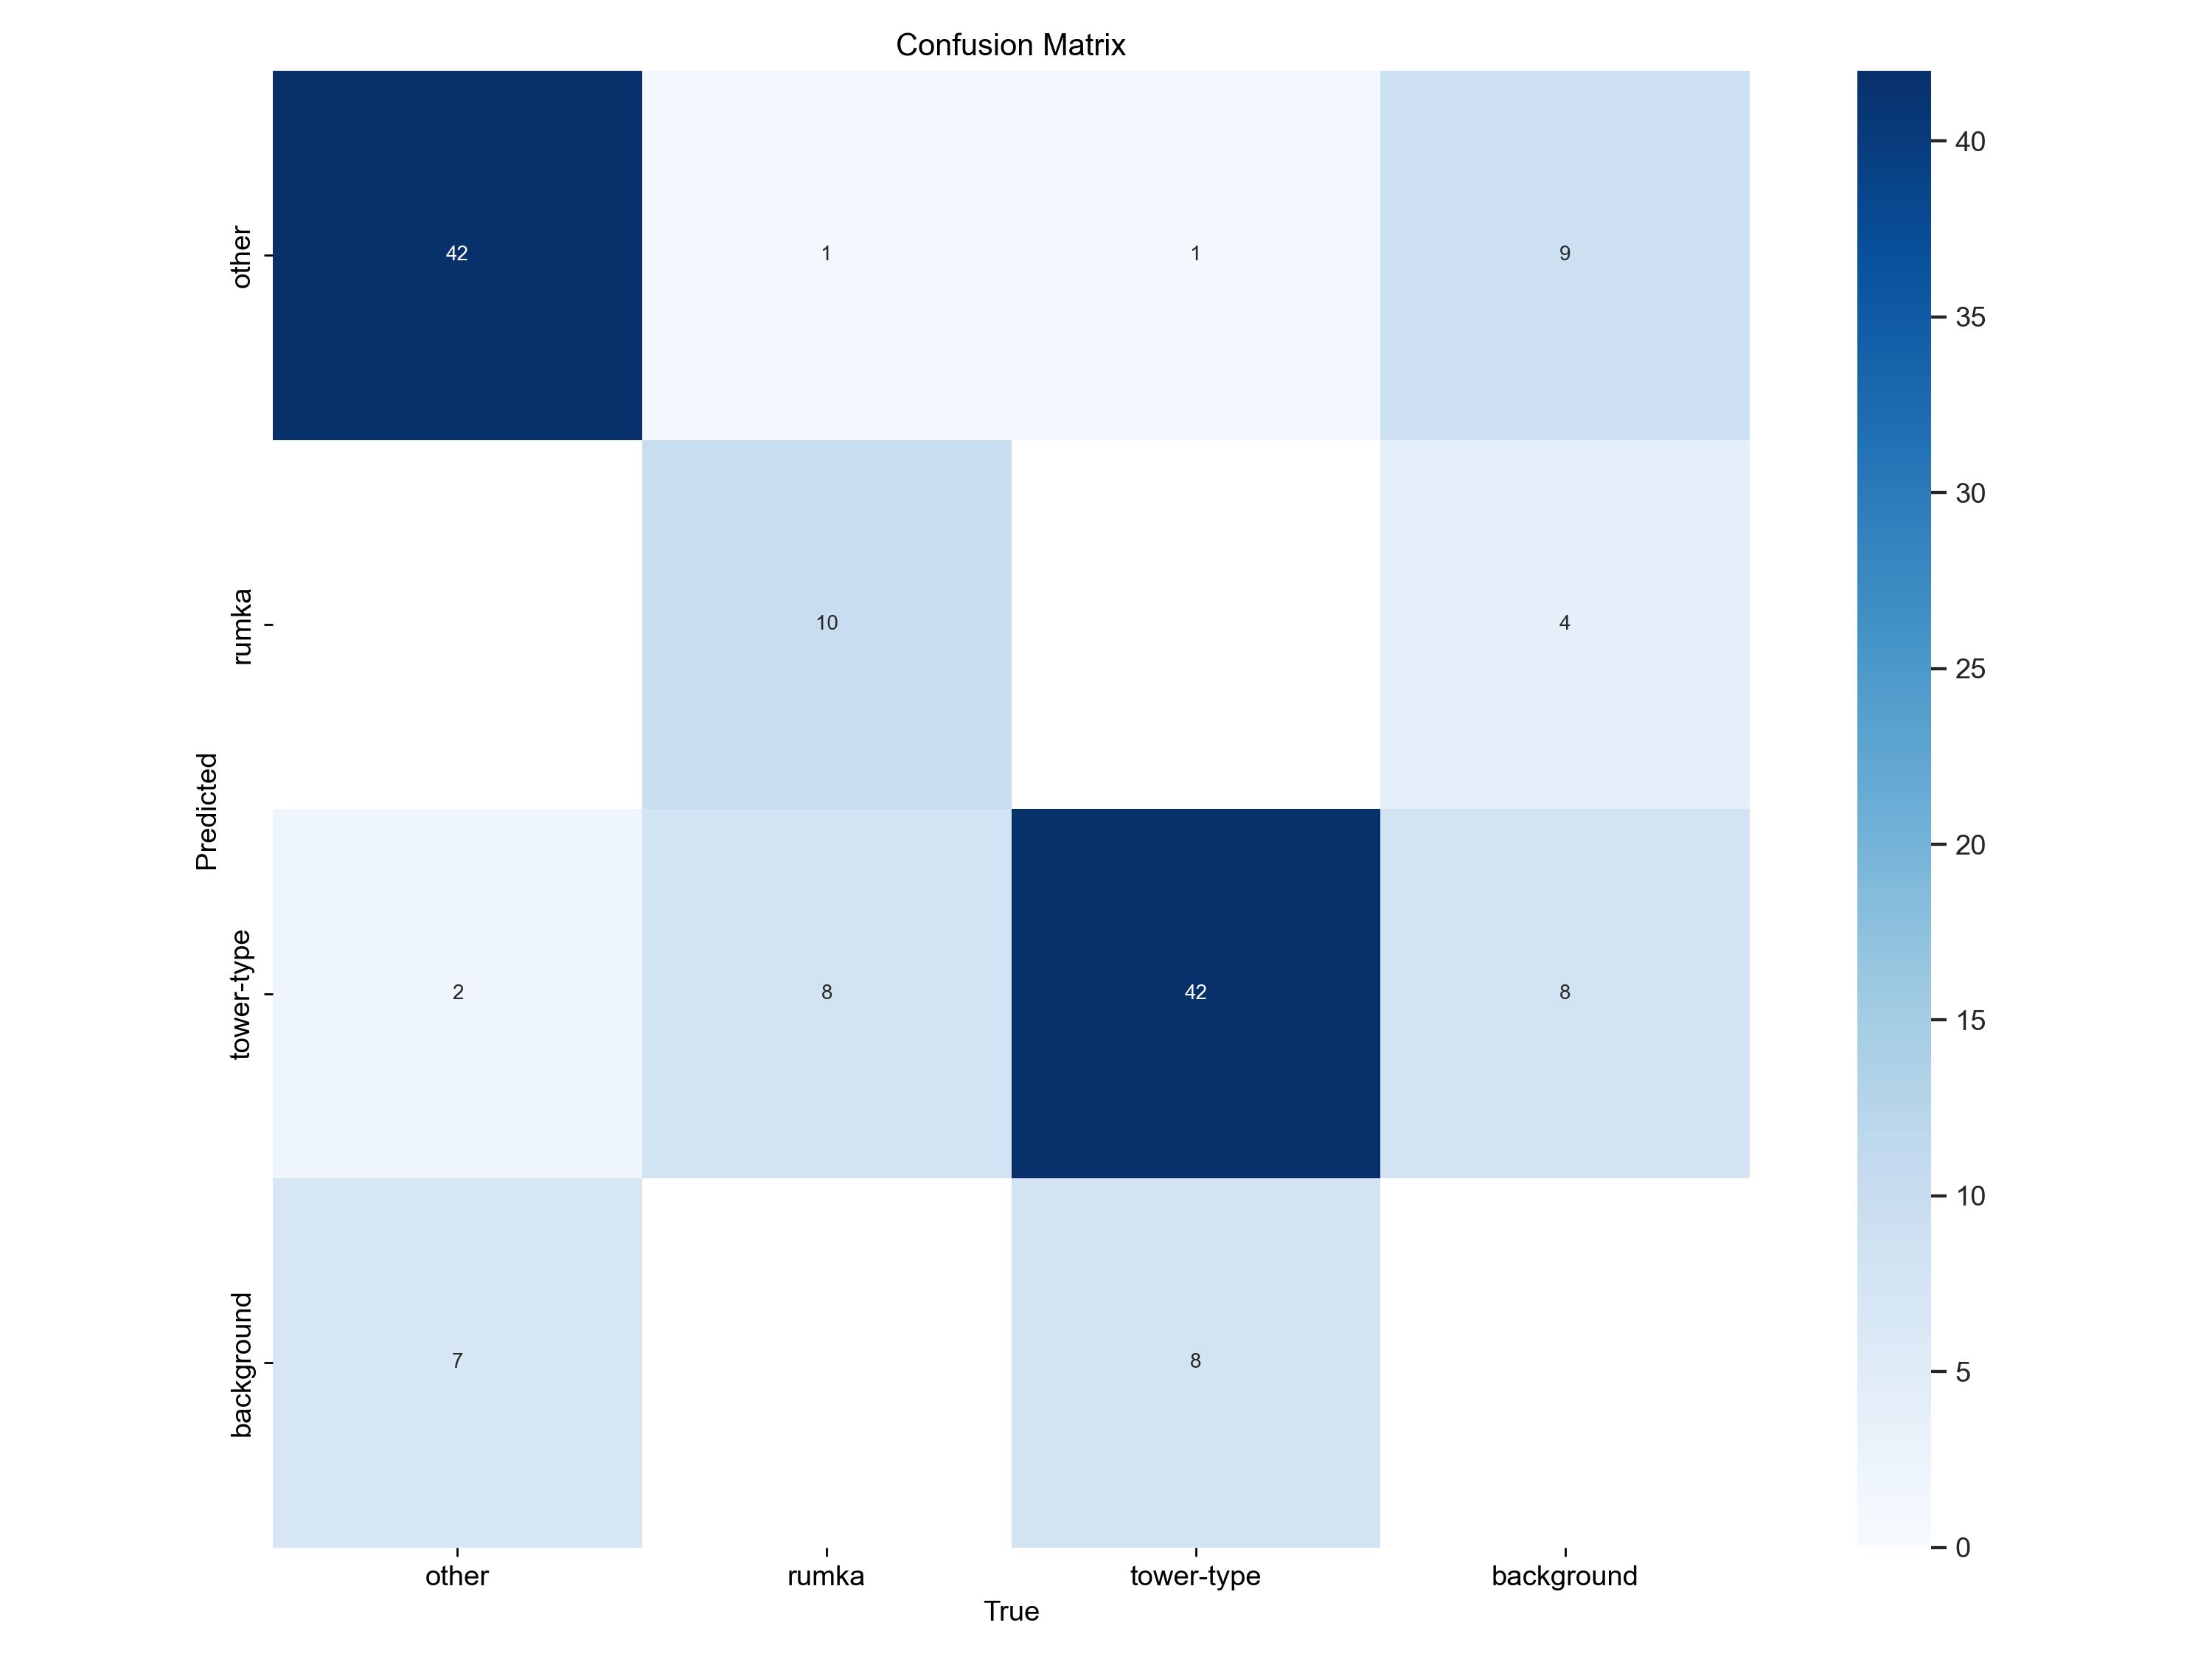 Confusion Matrix
Predicted
other
42
1
1
9
rumka
10
4
tower-type
2
8
42
8
background
7
8
other
rumka
tower-type
background
True
40
35
30
25
20
15
10
5
0